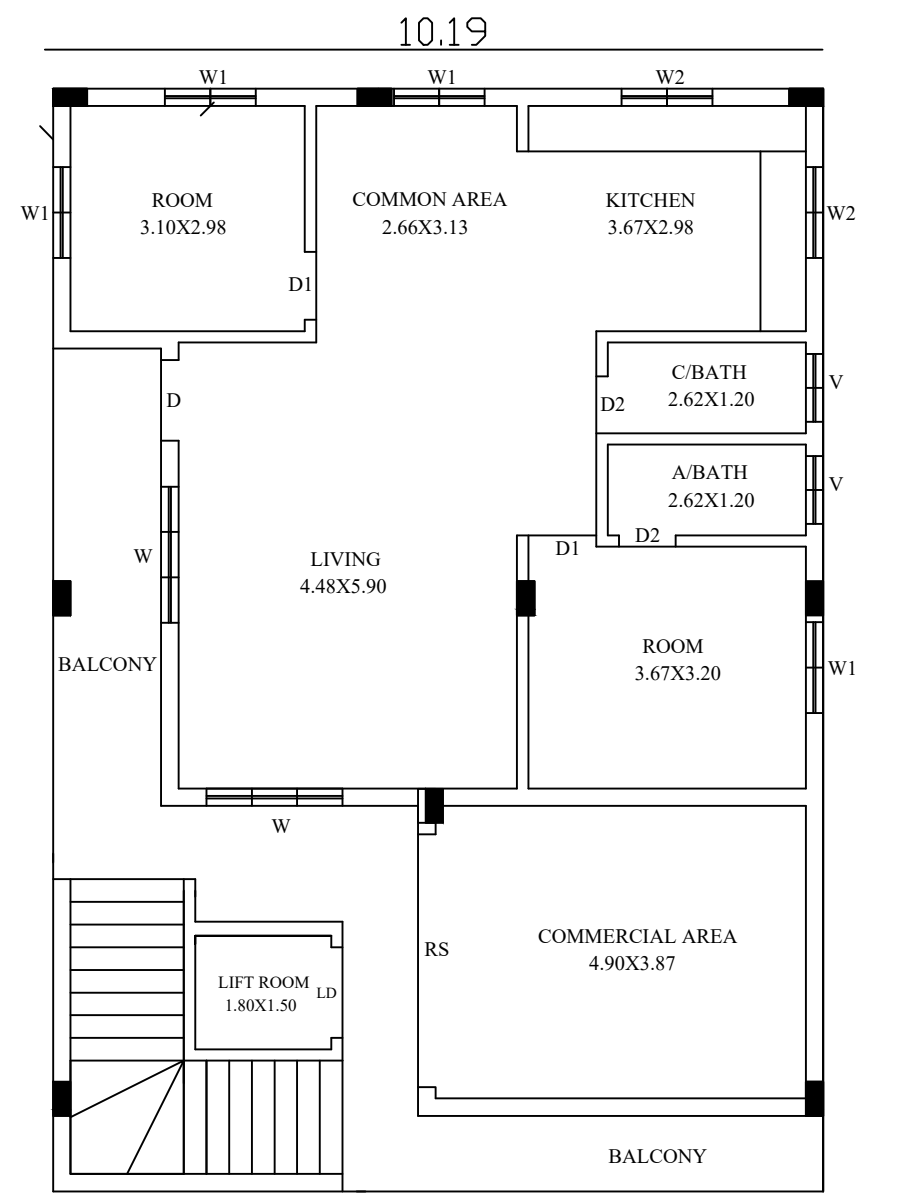 10.19
W1
W1
W2
W1
ROOM
3.10X2.98
COMMON AREA
2.66X3.13
KITCHEN
3.67X2.98
W2
D1
D
C/BATH
2.62X1.20
V
D2
A/BATH
2.62X1.20
V
D2
D1
W
LIVING
4.48X5.90
BALCONY
ROOM
3.67X3.20
W1
W
RS
COMMERCIAL AREA
4.90X3.87
LIFT ROOM
1.80X1.50
LD
BALCONY